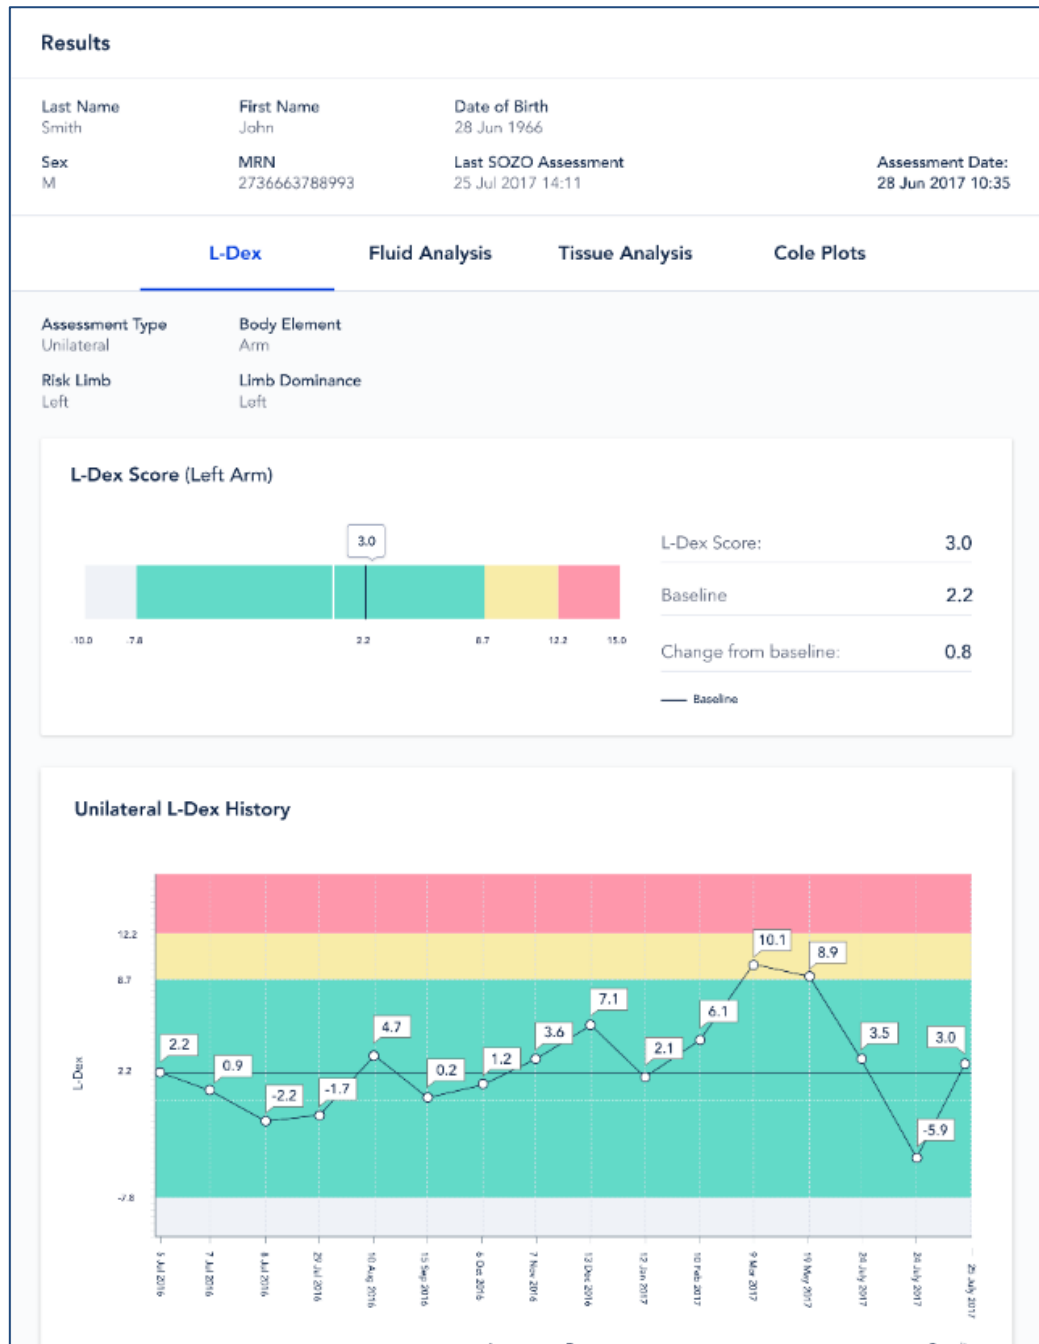 Results
Last Name First Name Date of Birth
Smith John 28 Jun 1966
Sex MRN Last SOZO Assessment Assessment Date:
M 2736663788993 25 Jul 2017 14:11 28 Jun 2017 10:35
L-Dex Fluid Analysis Tissue Analysis Cole Plots
Assessment Type Body Element
Unilateral Arm
Risk Limb Limb Dominance
Left Left
L-Dex Score (Left Arm)
3.0
-10.0 -7.8 2.2 8.7 12.2 15.0
L-Dex Score: 3.0
Baseline 2.2
Change from baseline: 0.8
Baseline
Unilateral L-Dex History
L-Dex
12.2
8.7
2.2
-7.8
2.2 0.9 -2.2 -1.7 4.7 0.2 1.2 3.6 7.1 2.1 6.1 10.1 8.9 3.5 -5.9 3.0
5 Jul 2016
7 Jul 2016
8 Jul 2016
29 Jul 2016
10 Aug 2016
15 Sep 2016
6 Oct 2016
7 Nov 2016
13 Dec 2016
12 Jan 2017
10 Feb 2017
9 Mar 2017
19 May 2017
24 July 2017
24 July 2017
25 July 2017